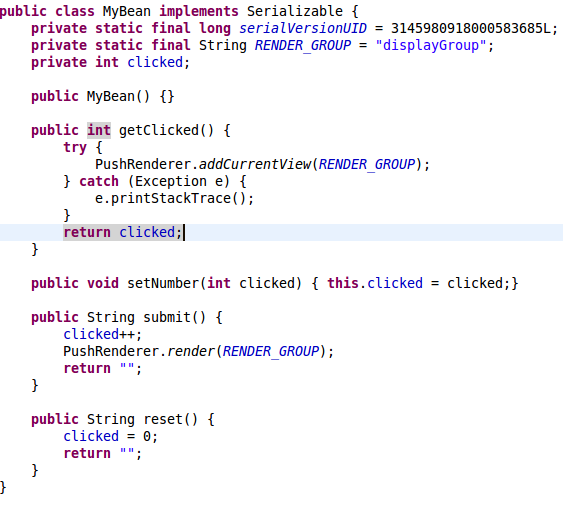 public class MyBean implements Serializable {
    private static final long serialVersionUID = 3145980918000583685L;
    private static final String RENDER_GROUP = "displayGroup";
    private int clicked;

    public MyBean() {}

    public int getClicked() {
        try {
            PushRenderer.addCurrentView(RENDER_GROUP);
        } catch (Exception e) {
            e.printStackTrace();
        }
        return clicked;
    }

    public void setNumber(int clicked) { this.clicked = clicked;}

    public String submit() {
        clicked++;
        PushRenderer.render(RENDER_GROUP);
        return "";
    }

    public String reset() {
        clicked = 0;
        return "";
    }
}